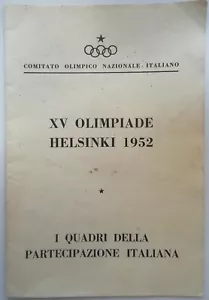 COMITATO OLIMPICO NAZIONALE ITALIANO
XV OLIMPIADE
HELSINKI 1952
I QUADRI DELLA
PARTECIPAZIONE ITALIANA